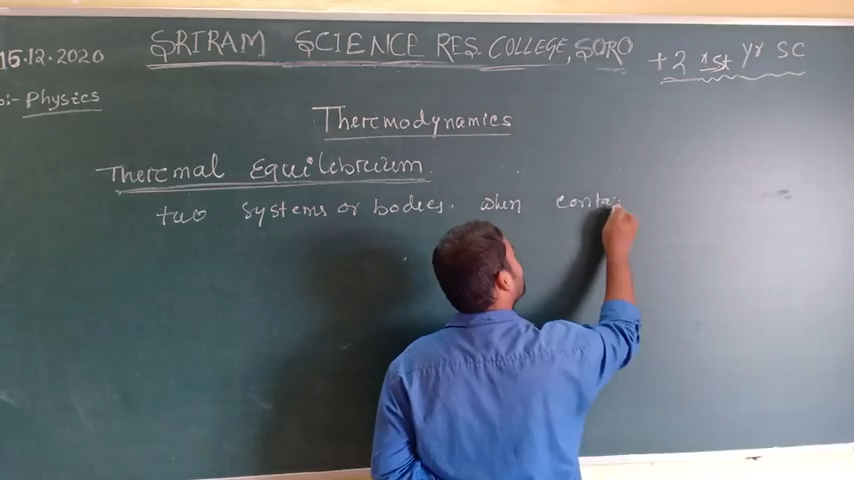 15.12.2020
SRIRAM SCIENCE RES. COLLEGE, SORO
+2 1st yr SC
:- Physics
Thermodynamics
Thermal Equilibrium
two systems or bodies. when contai